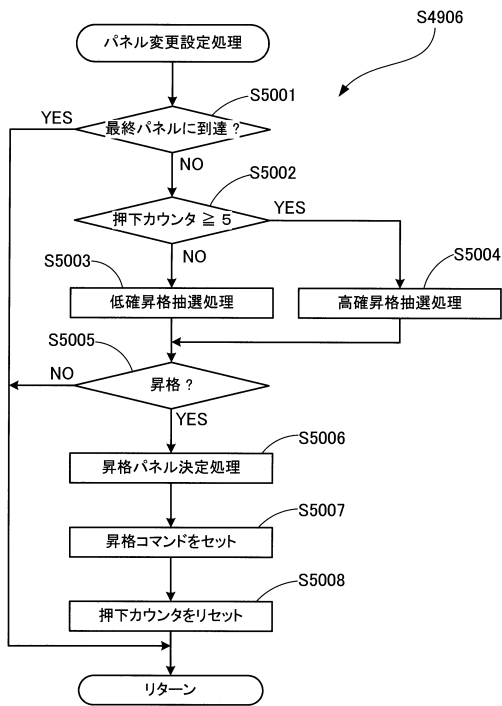 S4906
パネル変更設定処理
S5001
最終パネルに到達？
YES
NO
S5002
押下カウンタ ≧ 5
YES
NO
S5003
低確昇格抽選処理
S5004
高確昇格抽選処理
S5005
昇格？
NO
YES
S5006
昇格パネル決定処理
S5007
昇格コマンドをセット
S5008
押下カウンタをリセット
リターン